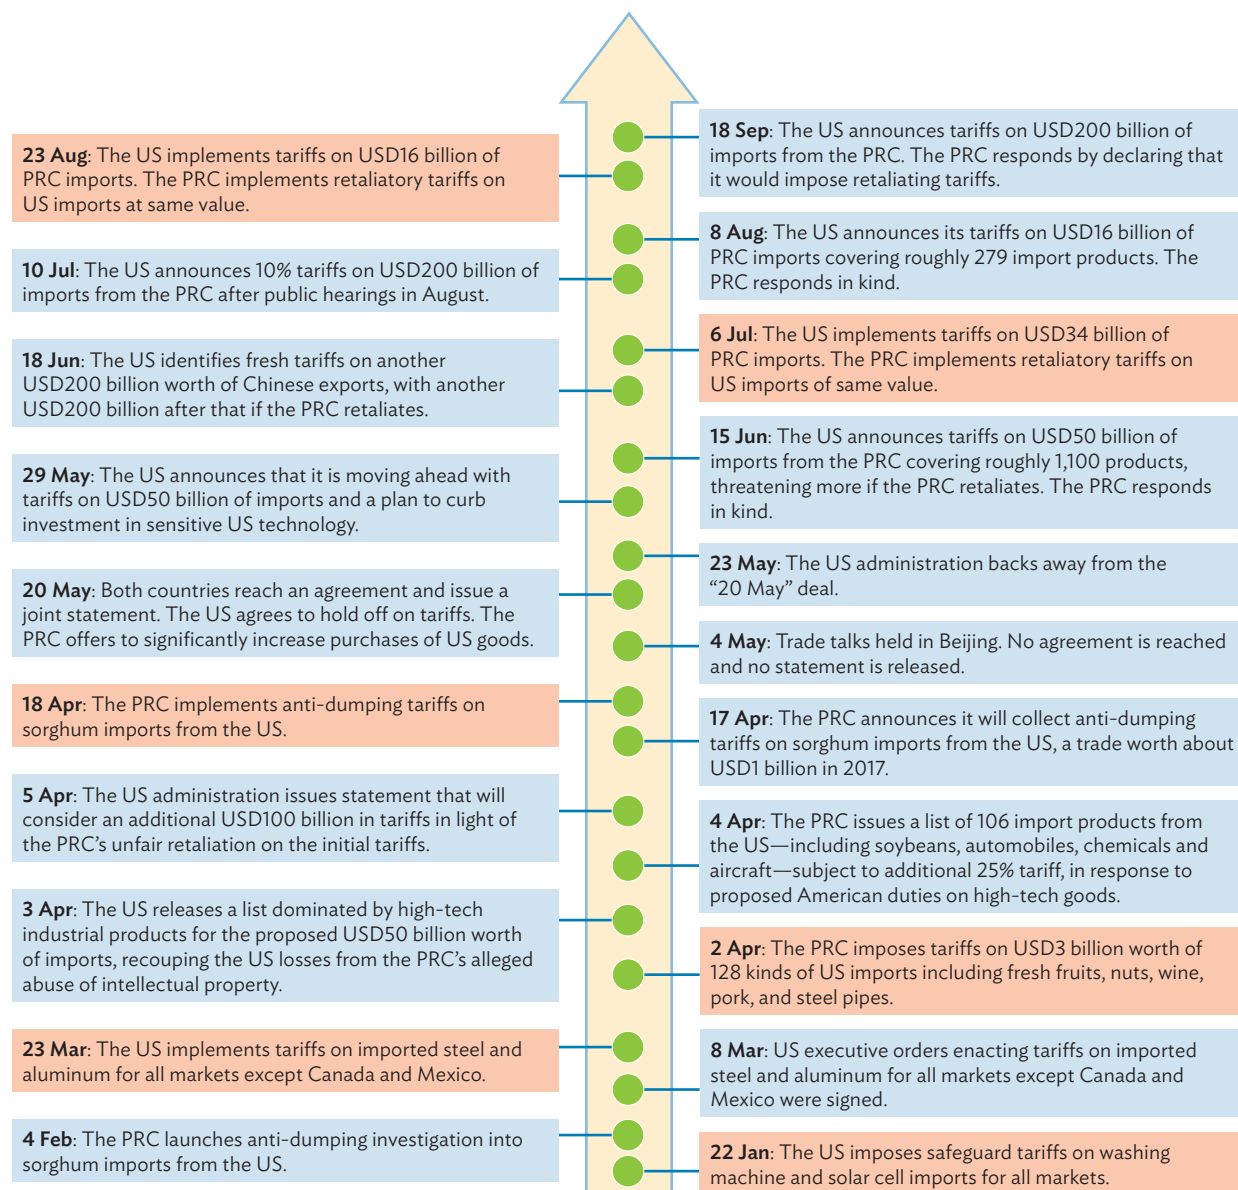 23 Aug: The US implements tariffs on USD16 billion of
PRC imports. The PRC implements retaliatory tariffs on
US imports at same value.
10 Jul: The US announces 10% tariffs on USD200 billion of
imports from the PRC after public hearings in August.
18 Jun: The US identifies fresh tariffs on another
USD200 billion worth of Chinese exports, with another
USD200 billion after that if the PRC retaliates.
29 May: The US announces that it is moving ahead with
tariffs on USD50 billion of imports and a plan to curb
investment in sensitive US technology.
20 May: Both countries reach an agreement and issue a
joint statement. The US agrees to hold off on tariffs. The
PRC offers to significantly increase purchases of US goods.
18 Apr: The PRC implements anti-dumping tariffs on
sorghum imports from the US.
5 Apr: The US administration issues statement that will
consider an additional USD100 billion in tariffs in light of
the PRC's unfair retaliation on the initial tariffs.
3 Apr: The US releases a list dominated by high-tech
industrial products for the proposed USD50 billion worth
of imports, recouping the US losses from the PRC's alleged
abuse of intellectual property.
23 Mar: The US implements tariffs on imported steel and
aluminum for all markets except Canada and Mexico.
4 Feb: The PRC launches anti-dumping investigation into
sorghum imports from the US.
18 Sep: The US announces tariffs on USD200 billion of
imports from the PRC. The PRC responds by declaring that
it would impose retaliating tariffs.
8 Aug: The US announces its tariffs on USD16 billion of
PRC imports covering roughly 279 import products. The
PRC responds in kind.
6 Jul: The US implements tariffs on USD34 billion of
PRC imports. The PRC implements retaliatory tariffs on
US imports of same value.
15 Jun: The US announces tariffs on USD50 billion of
imports from the PRC covering roughly 1,100 products,
threatening more if the PRC retaliates. The PRC responds
in kind.
23 May: The US administration backs away from the
“20 May” deal.
4 May: Trade talks held in Beijing. No agreement is reached
and no statement is released.
17 Apr: The PRC announces it will collect anti-dumping
tariffs on sorghum imports from the US, a trade worth about
USD1 billion in 2017.
4 Apr: The PRC issues a list of 106 import products from
the US—including soybeans, automobiles, chemicals and
aircraft—subject to additional 25% tariff, in response to
proposed American duties on high-tech goods.
2 Apr: The PRC imposes tariffs on USD3 billion worth of
128 kinds of US imports including fresh fruits, nuts, wine,
pork, and steel pipes.
8 Mar: US executive orders enacting tariffs on imported
steel and aluminum for all markets except Canada and
Mexico were signed.
22 Jan: The US imposes safeguard tariffs on washing
machine and solar cell imports for all markets.